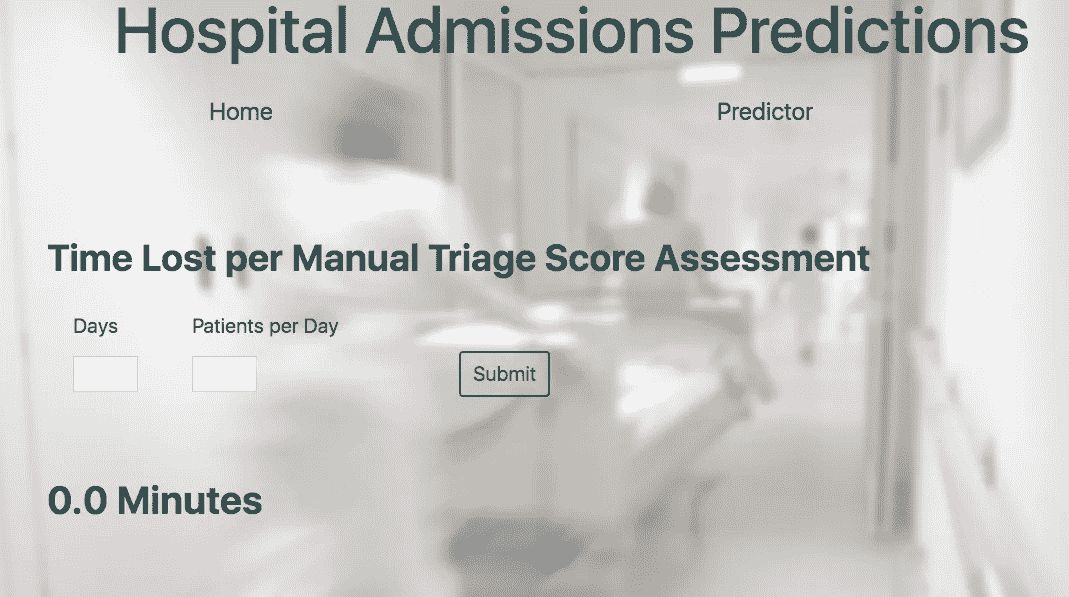 Hospital Admissions Predictions
Home Predictor
Time Lost per Manual Triage Score Assessment
Days Patients per Day
Submit
0.0 Minutes